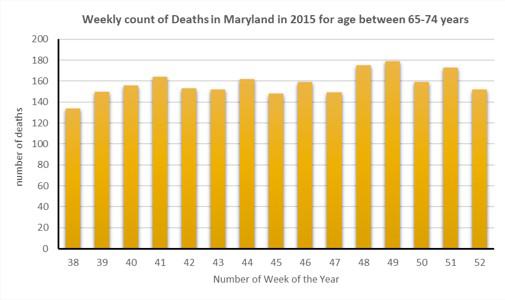 Weekly count of Deaths in Maryland in 2015 for age between 65-74 years
200
180
160
140
120
100
80
60
40
20
0
number of deaths
38 39 40 41 42 43 44 45 46 47 48 49 50 51 52
Number of Week of the Year